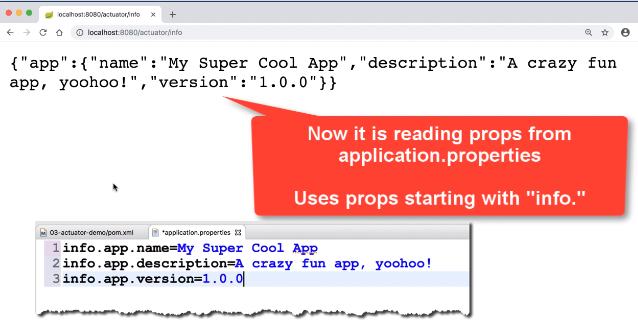 localhost:8080/actuator/info
localhost:8080/actuator/info
{"app":{"name":"My Super Cool App","description":"A crazy fun
app, yoohoo!","version":"1.0.0"}}
Now it is reading props from
application.properties
Uses props starting with "info."
03-actuator-demo/pom.xml *application.properties
1 info.app.name=My Super Cool App
2 info.app.description=A crazy fun app, yoohoo!
3 info.app.version=1.0.0